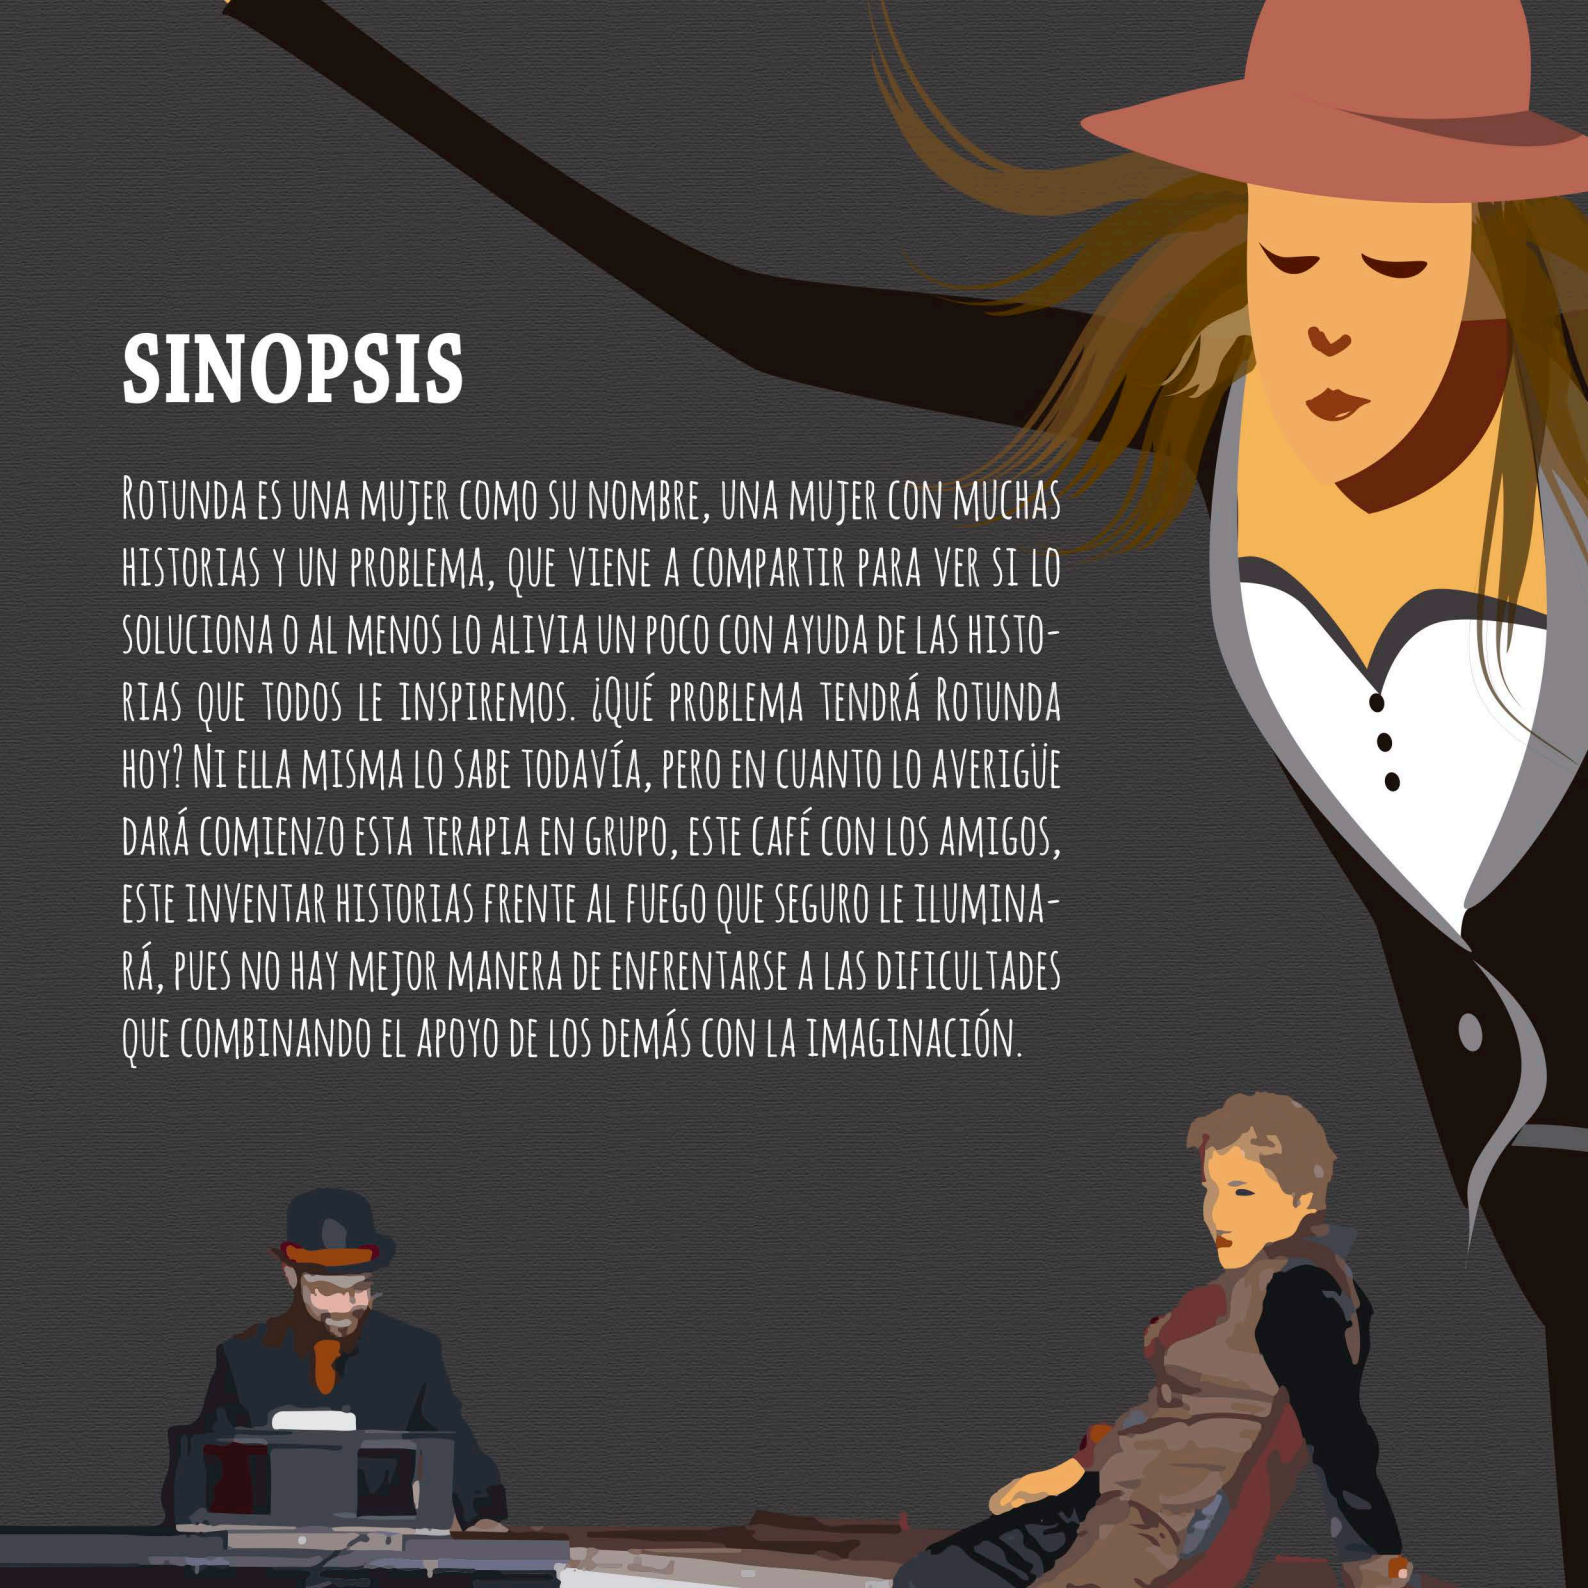 SINOPSIS
Rotunda es una mujer como su nombre, una mujer con muchas
historias y un problema, que viene a compartir para ver si lo
soluciona o al menos lo alivia un poco con ayuda de las histo-
rias que todos le inspiremos. ¿Qué problema tendrá Rotunda
hoy? Ni ella misma lo sabe todavía, pero en cuanto lo averigüe
dará comienzo esta terapia en grupo, este café con los amigos,
este inventar historias frente al fuego que seguro le ilumina-
rá, pues no hay mejor manera de enfrentarse a las dificultades
que combinando el apoyo de los demás con la imaginación.